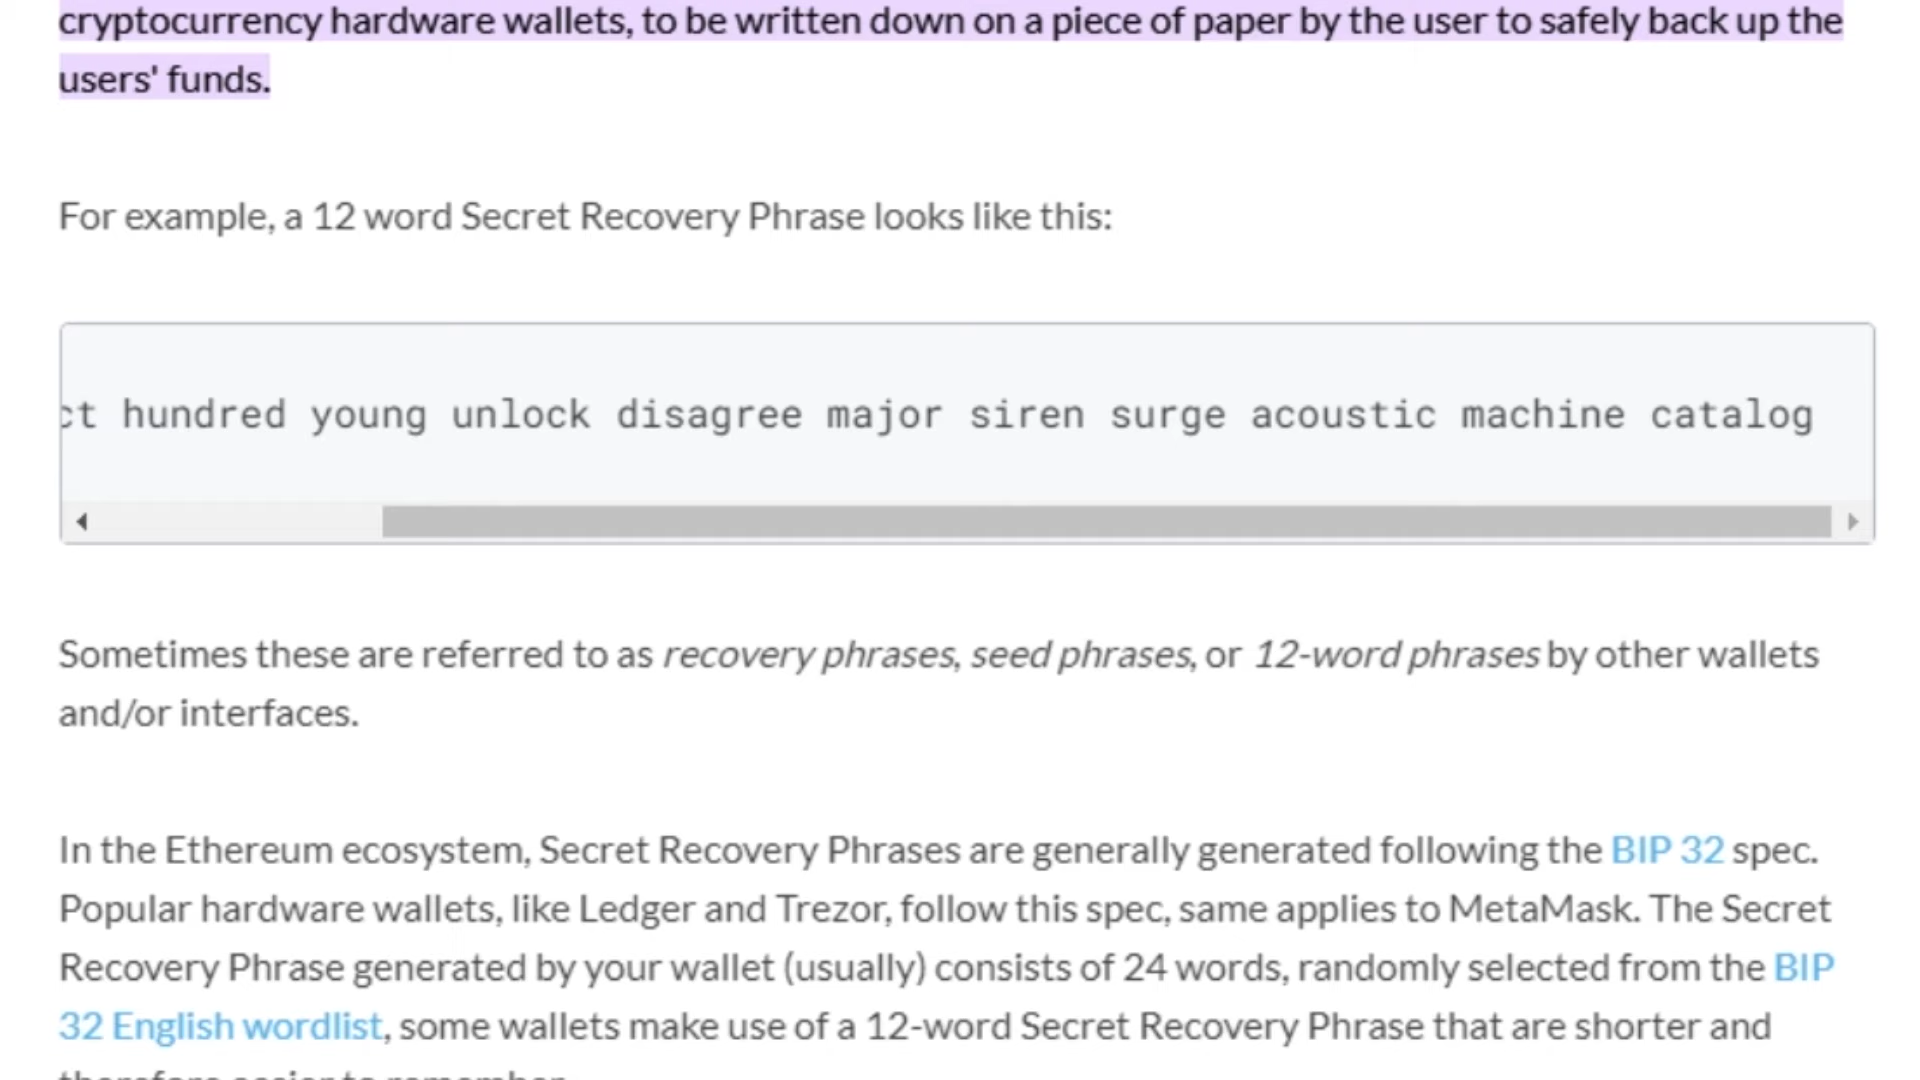 cryptocurrency hardware wallets, to be written down on a piece of paper by the user to safely back up the
users' funds.
For example, a 12 word Secret Recovery Phrase looks like this:
ct hundred young unlock disagree major siren surge acoustic machine catalog
Sometimes these are referred to as recovery phrases, seed phrases, or 12-word phrases by other wallets
and/or interfaces.
In the Ethereum ecosystem, Secret Recovery Phrases are generally generated following the BIP 32 spec.
Popular hardware wallets, like Ledger and Trezor, follow this spec, same applies to MetaMask. The Secret
Recovery Phrase generated by your wallet (usually) consists of 24 words, randomly selected from the BIP
32 English wordlist, some wallets make use of a 12-word Secret Recovery Phrase that are shorter and
therefore easier to remember.